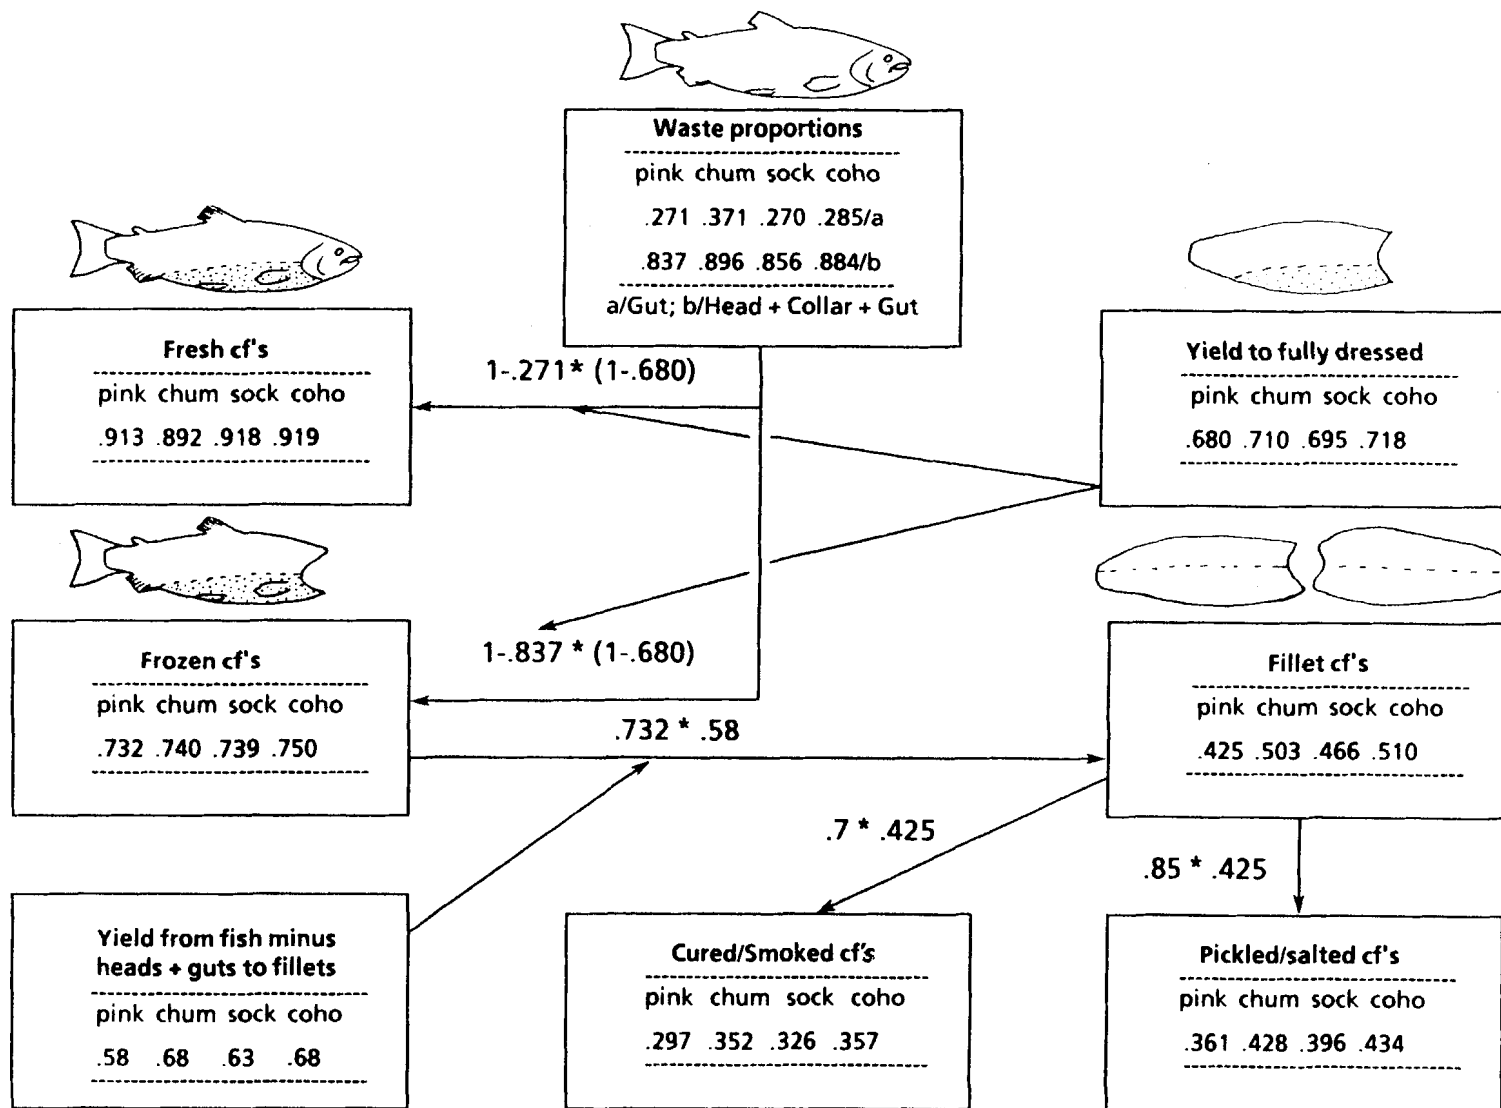 Waste proportions
pink chum sock coho
.271 .371 .270 .285/a
.837 .896 .856 .884/b
a/Gut; b/Head + Collar + Gut
Fresh cf's
pink chum sock coho
.913 .892 .918 .919
1-.271* (1-.680)
Yield to fully dressed
pink chum sock coho
.680 .710 .695 .718
Frozen cf's
pink chum sock coho
.732 .740 .739 .750
1-.837 * (1-.680)
.732 * .58
Fillet cf's
pink chum sock coho
.425 .503 .466 .510
.7 * .425
.85 * .425
Yield from fish minus
heads + guts to fillets
pink chum sock coho
.58 .68 .63 .68
Cured/Smoked cf's
pink chum sock coho
.297 .352 .326 .357
Pickled/salted cf's
pink chum sock coho
.361 .428 .396 .434